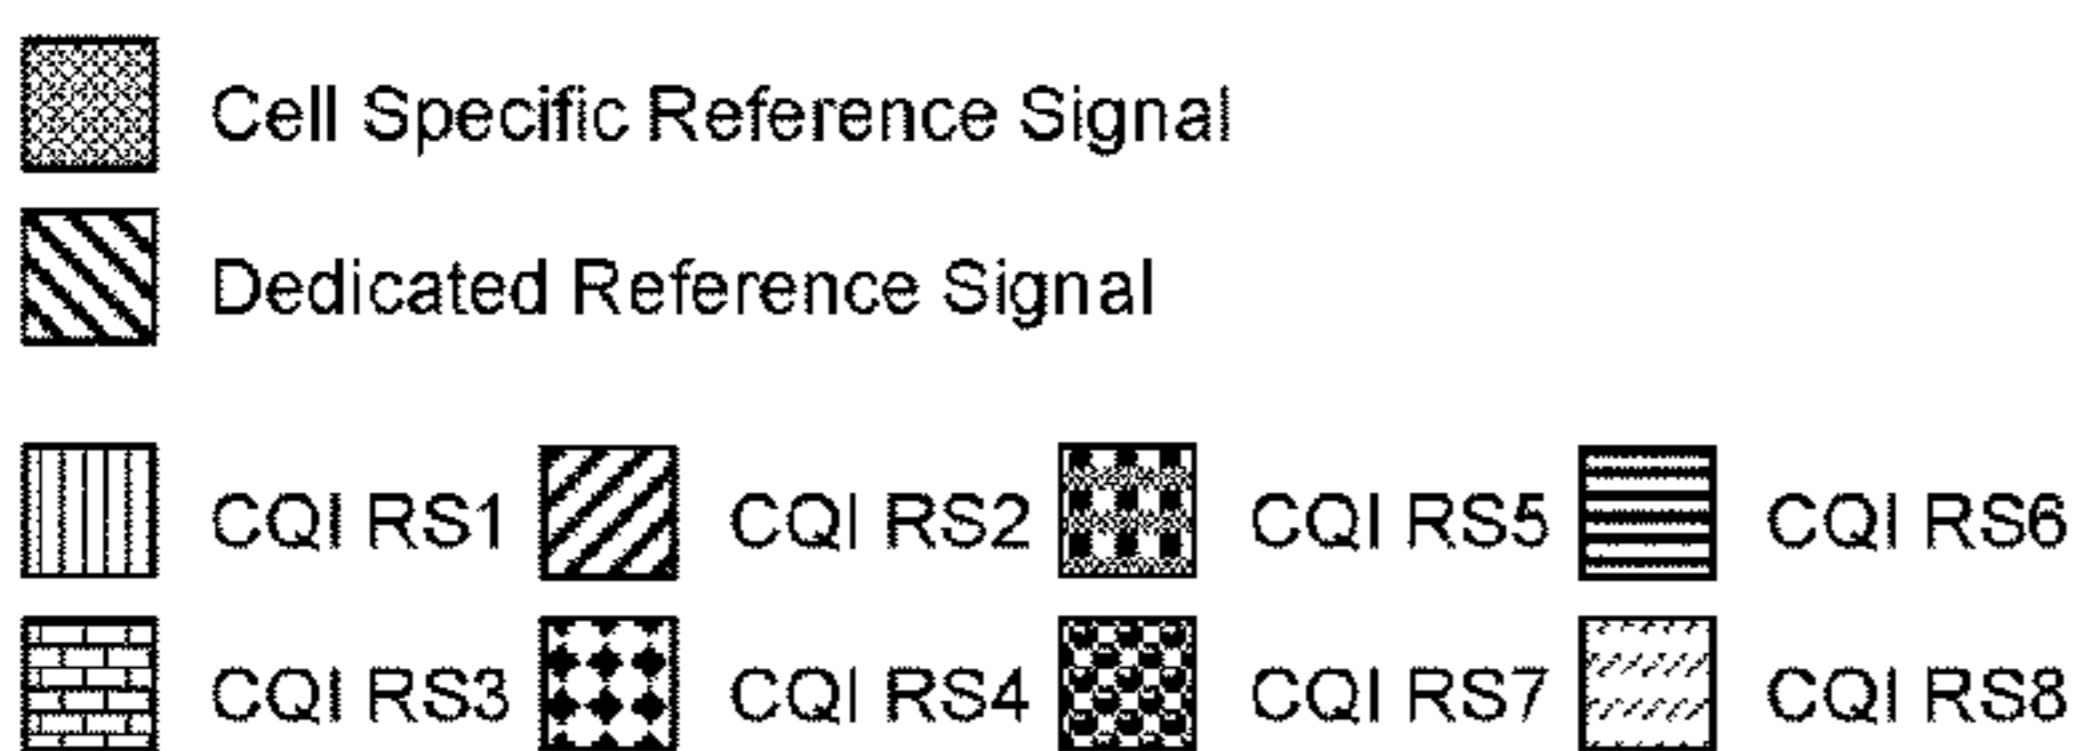 Cell Specific Reference Signal
Dedicated Reference Signal
CQI RS1 CQI RS2 CQI RS5 CQI RS6
CQI RS3 CQI RS4 CQI RS7 CQI RS8